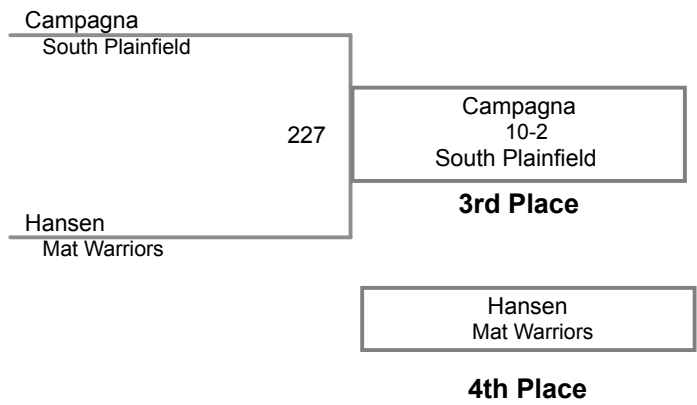 Campagna
South Plainfield
227
Campagna
10-2
South Plainfield
3rd Place
Hansen
Mat Warriors
Hansen
Mat Warriors
4th Place